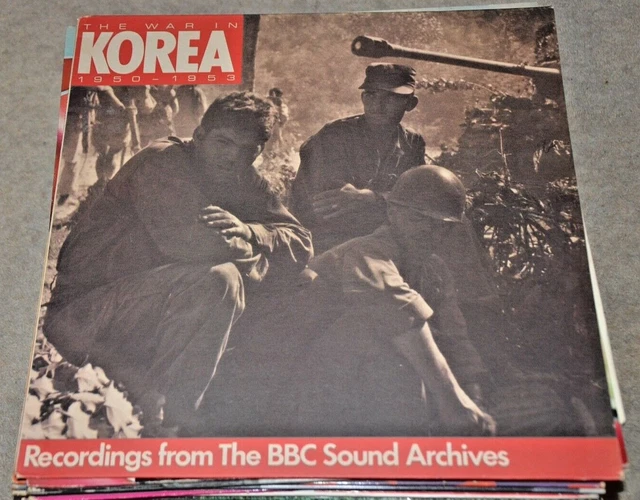 THE WAR IN
KOREA
1950–1953
Recordings from The BBC Sound Archives